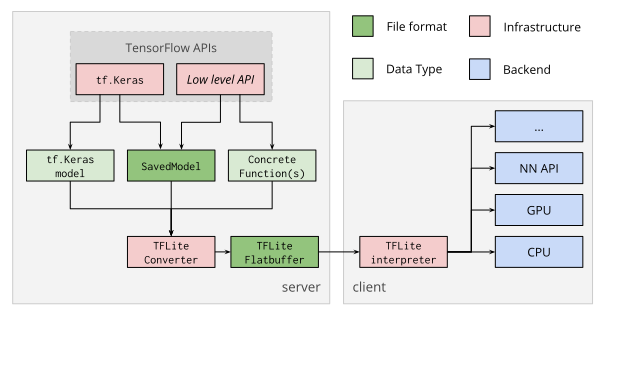 TensorFlow APIs
tf.Keras
Low level API
tf.Keras
model
SavedModel
Concrete
Function(s)
TFLite
Converter
TFLite
Flatbuffer
server
File format
Infrastructure
Data Type
Backend
TFLite
interpreter
...
NN API
GPU
CPU
client